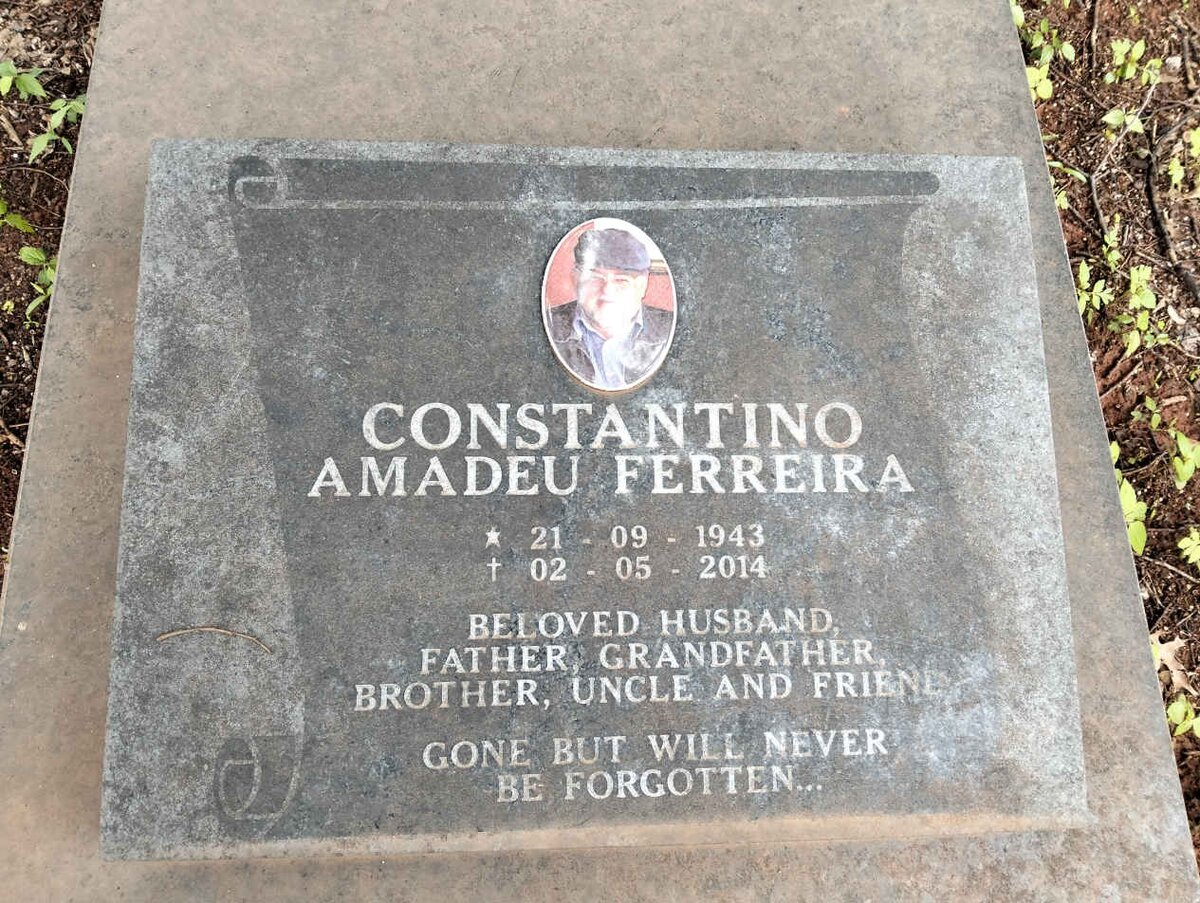 CONSTANTINO
AMADEU FERREIRA
★ 21 - 09 - 1943
† 02 - 05 - 2014
BELOVED HUSBAND,
FATHER, GRANDFATHER,
BROTHER, UNCLE AND FRIEND
GONE BUT WILL NEVER
BE FORGOTTEN...